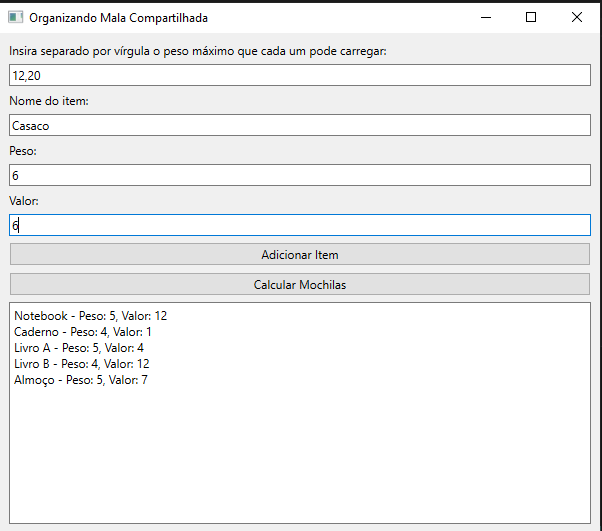 Organizando Mala Compartilhada
Insira separado por vírgula o peso máximo que cada um pode carregar:
12,20
Nome do item:
Casaco
Peso:
6
Valor:
6
Adicionar Item
Calcular Mochilas
Notebook - Peso: 5, Valor: 12
Caderno - Peso: 4, Valor: 1
Livro A - Peso: 5, Valor: 4
Livro B - Peso: 4, Valor: 12
Almoço - Peso: 5, Valor: 7